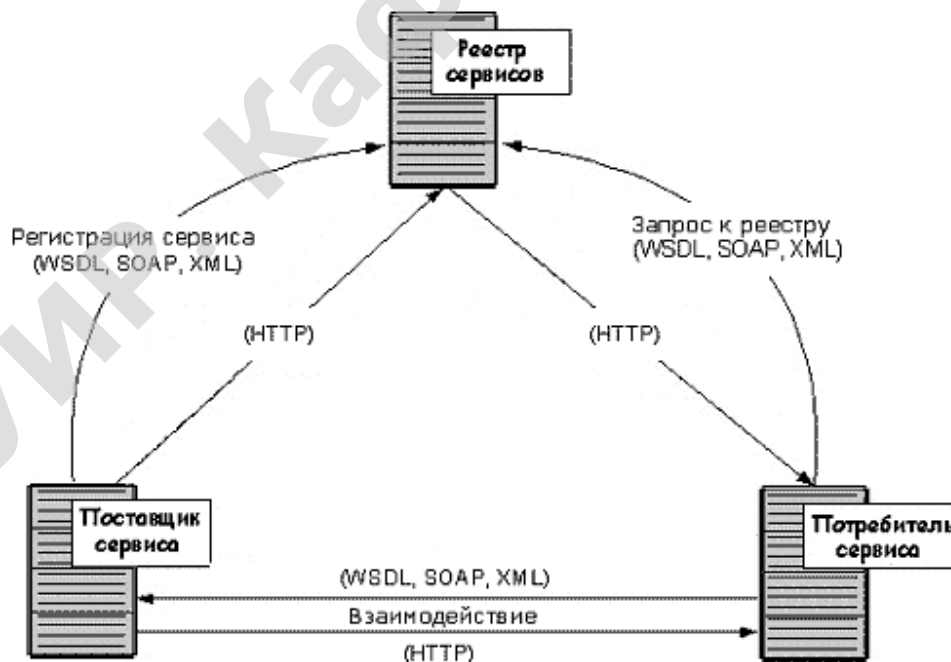 Реестр
сервисов
Регистрация сервиса
(WSDL, SOAP, XML)
Запрос к реестру
(WSDL, SOAP, XML)
(HTTP)
(HTTP)
Поставщик
сервиса
Потребитель
сервиса
(WSDL, SOAP, XML)
Взаимодействие
(HTTP)